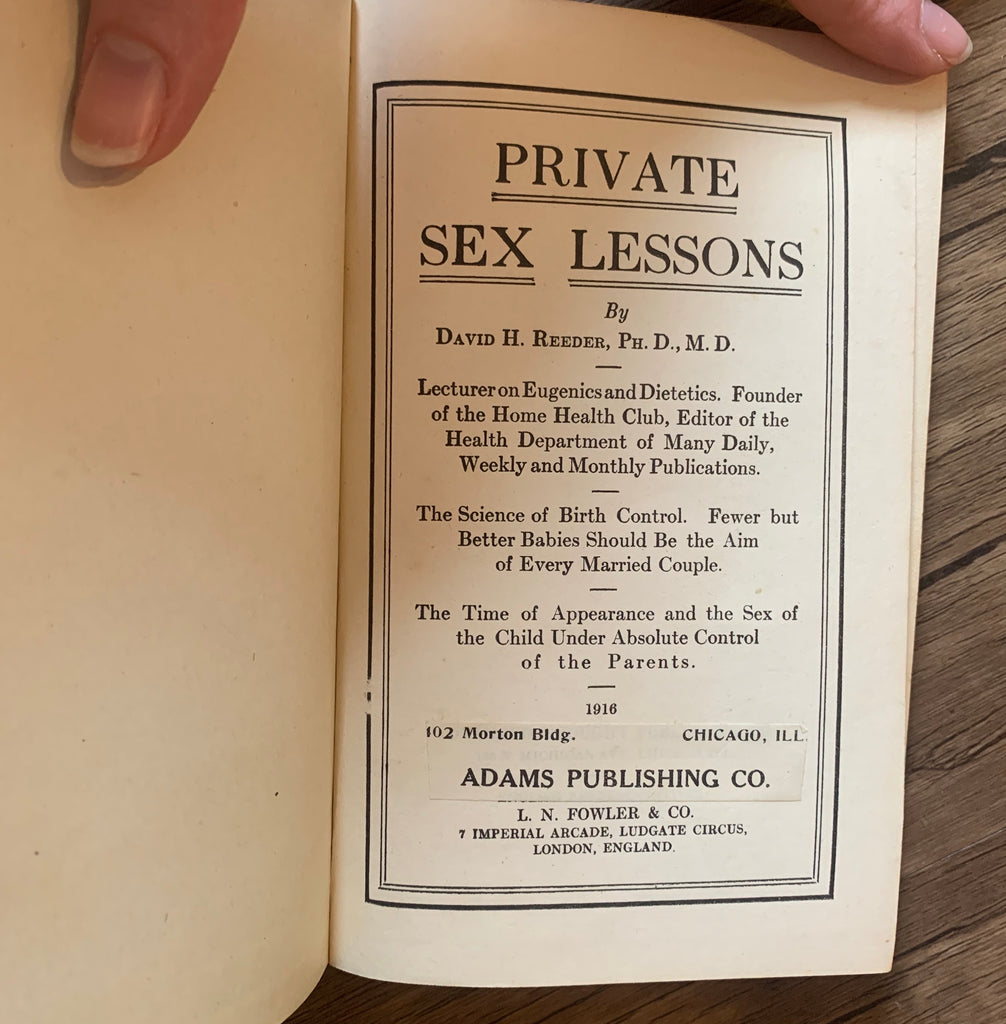 PRIVATE
SEX LESSONS
By
DAVID H. REEDER, PH. D., M. D.
Lecturer on Eugenics and Dietetics. Founder
of the Home Health Club, Editor of the
Health Department of Many Daily,
Weekly and Monthly Publications.
The Science of Birth Control. Fewer but
Better Babies Should Be the Aim
of Every Married Couple.
The Time of Appearance and the Sex of
the Child Under Absolute Control
of the Parents.
1916
402 Morton Bldg. CHICAGO, ILL.
ADAMS PUBLISHING CO.
L. N. FOWLER & CO.
7 IMPERIAL ARCADE, LUDGATE CIRCUS,
LONDON, ENGLAND.